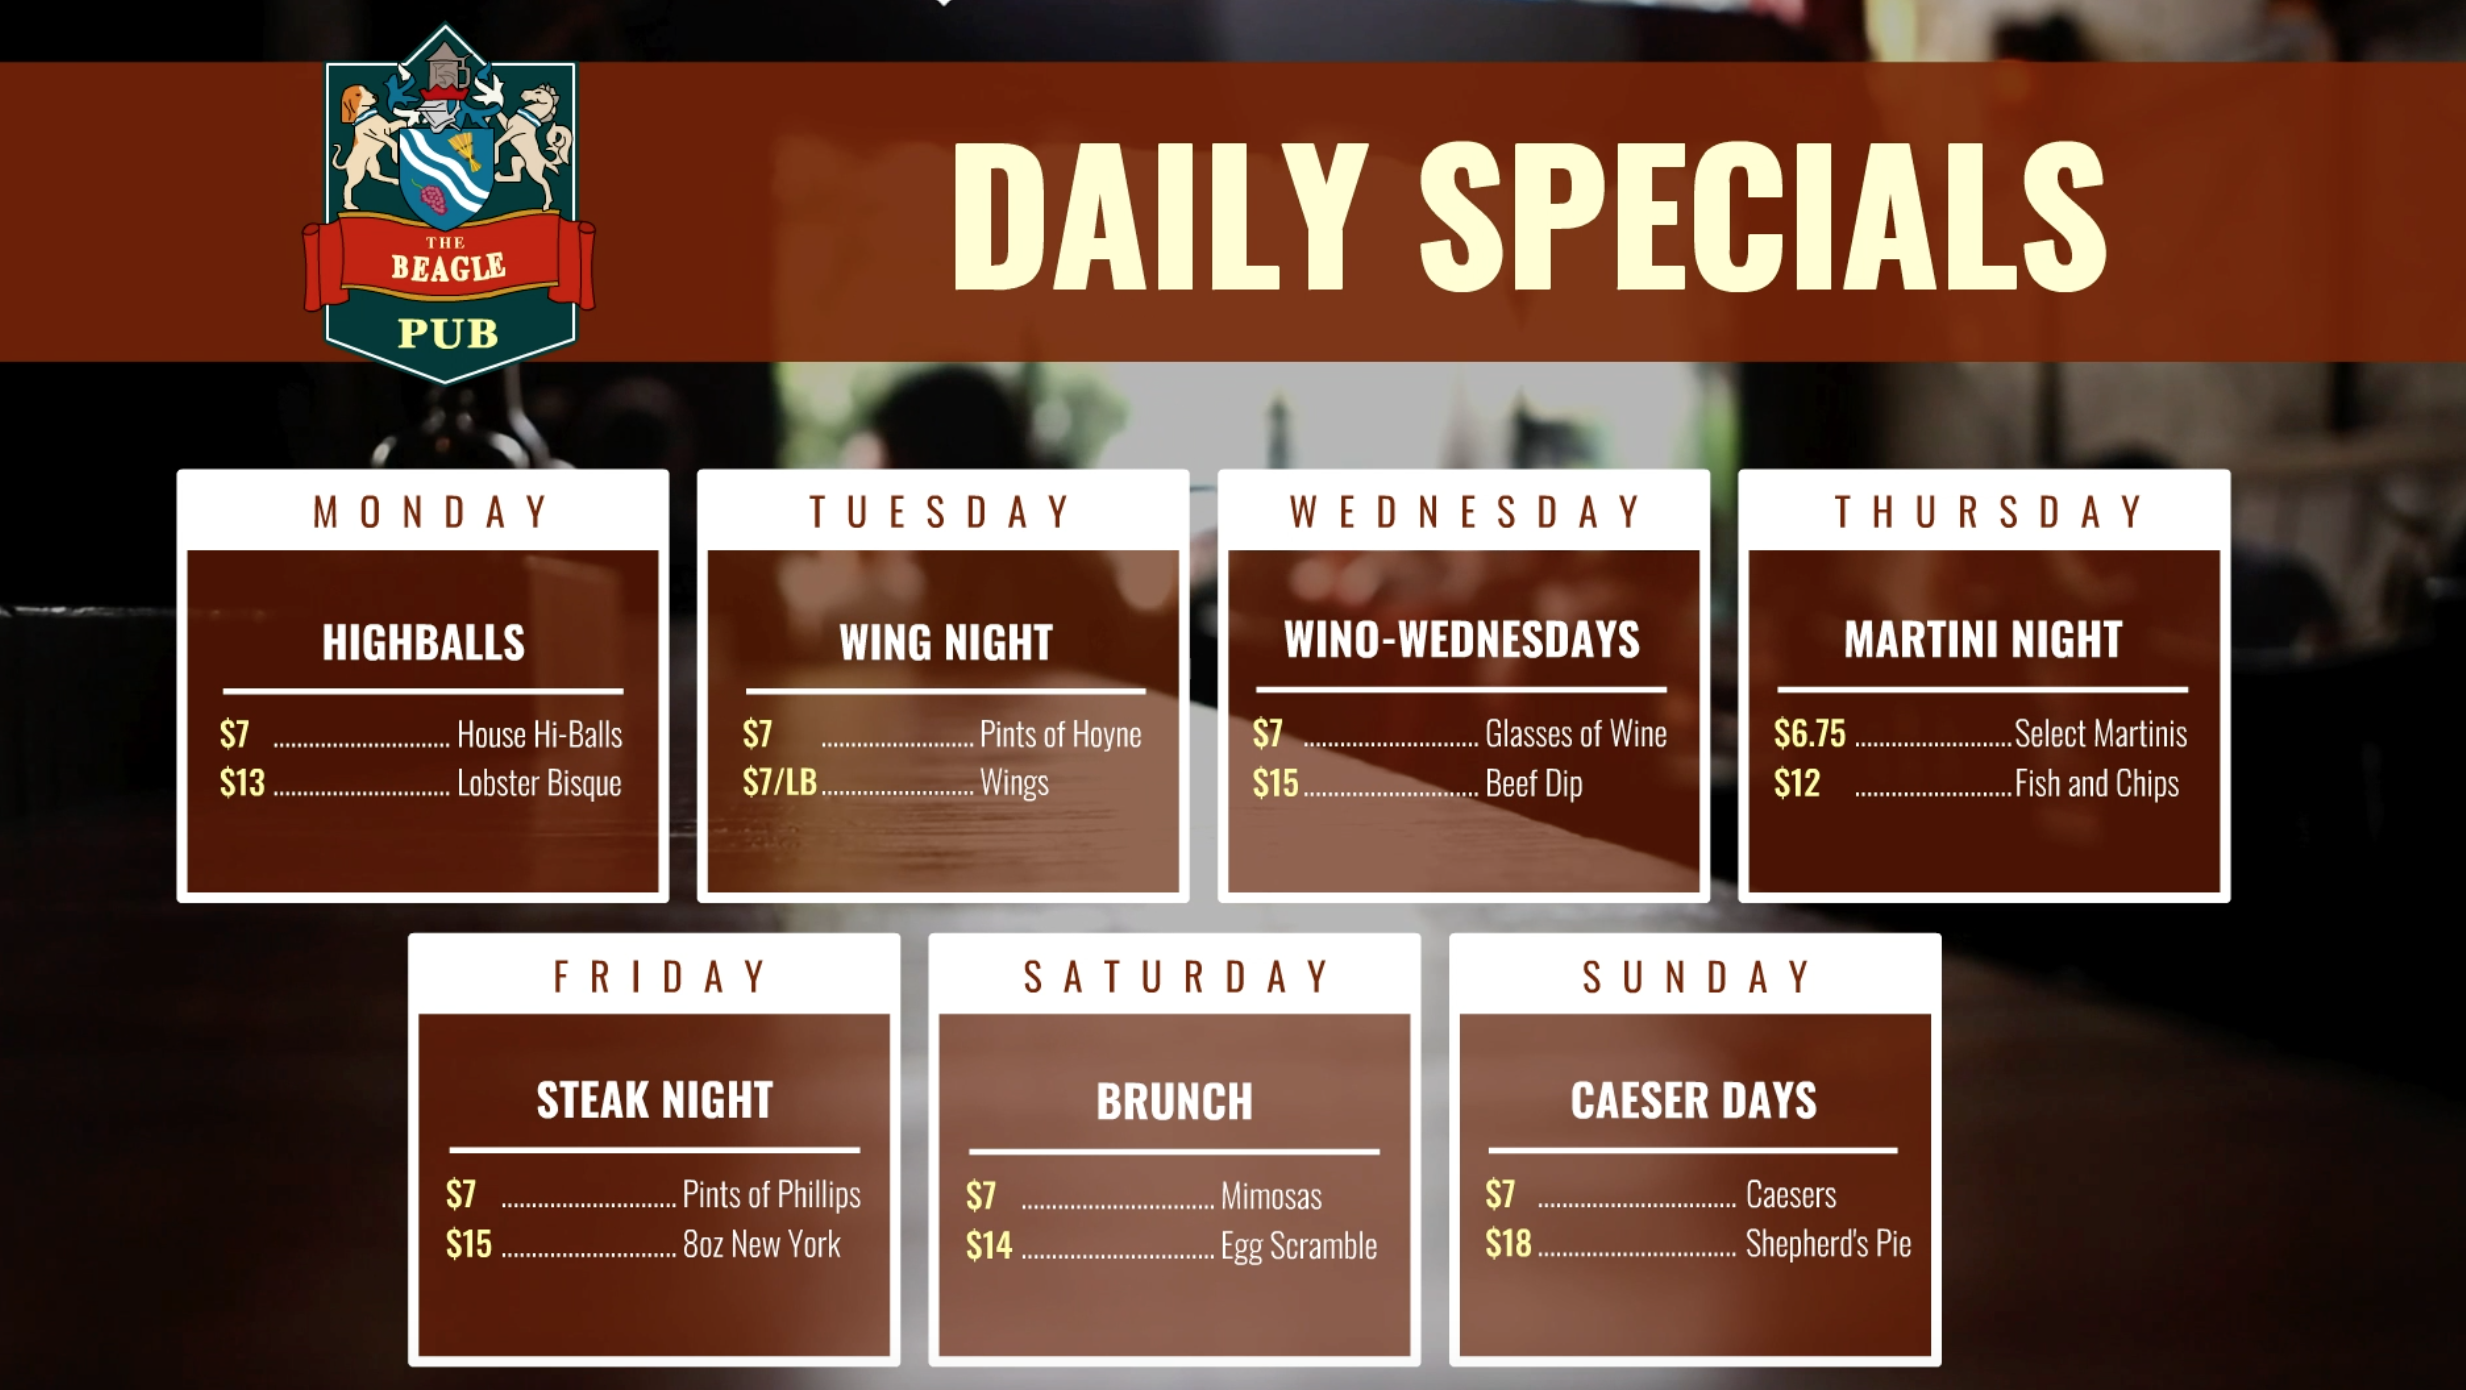 THE
BEAGLE
PUB
DAILY SPECIALS
MONDAY
HIGHBALLS
$7 ............................. House Hi-Balls
$13 ............................. Lobster Bisque
TUESDAY
WING NIGHT
$7 ......................... Pints of Hoyne
$7/LB ......................... Wings
WEDNESDAY
WINO-WEDNESDAYS
$7 ............................. Glasses of Wine
$15 ............................. Beef Dip
THURSDAY
MARTINI NIGHT
$6.75 .......................... Select Martinis
$12 .......................... Fish and Chips
FRIDAY
STEAK NIGHT
$7 ............................. Pints of Phillips
$15 ............................. 8oz New York
SATURDAY
BRUNCH
$7 ................................ Mimosas
$14 ................................ Egg Scramble
SUNDAY
CAESER DAYS
$7 ................................. Caesers
$18 ................................. Shepherd's Pie